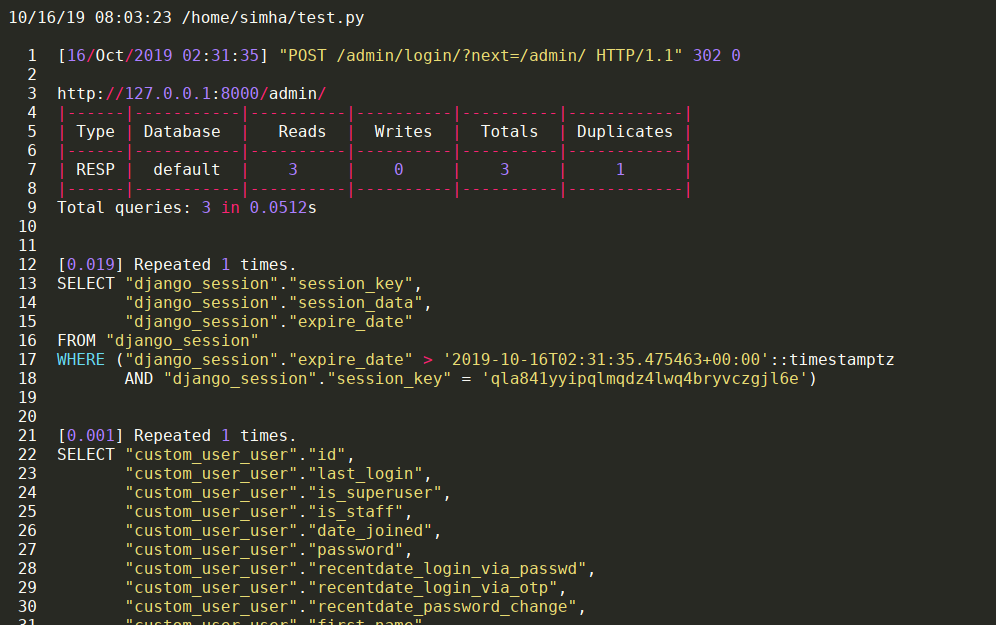 10/16/19 08:03:23 /home/simha/test.py
1 [16/Oct/2019 02:31:35] "POST /admin/login/?next=/admin/ HTTP/1.1" 302 0
2
3 http://127.0.0.1:8000/admin/
4 |------|-----------|----------|----------|----------|------------|
5 | Type | Database  |   Reads  |  Writes  |  Totals  | Duplicates |
6 |------|-----------|----------|----------|----------|------------|
7 | RESP |  default  |    3     |    0     |    3     |     1      |
8 |------|-----------|----------|----------|----------|------------|
9 Total queries: 3 in 0.0512s
10
11
12 [0.019] Repeated 1 times.
13 SELECT "django_session"."session_key",
14        "django_session"."session_data",
15        "django_session"."expire_date"
16 FROM "django_session"
17 WHERE ("django_session"."expire_date" > '2019-10-16T02:31:35.475463+00:00'::timestamptz
18        AND "django_session"."session_key" = 'qla841yyipqlmqdz4lwq4bryvczgjl6e')
19
20
21 [0.001] Repeated 1 times.
22 SELECT "custom_user_user"."id",
23        "custom_user_user"."last_login",
24        "custom_user_user"."is_superuser",
25        "custom_user_user"."is_staff",
26        "custom_user_user"."date_joined",
27        "custom_user_user"."password",
28        "custom_user_user"."recentdate_login_via_passwd",
29        "custom_user_user"."recentdate_login_via_otp",
30        "custom_user_user"."recentdate_password_change",
31        "custom_user_user"."first_name"